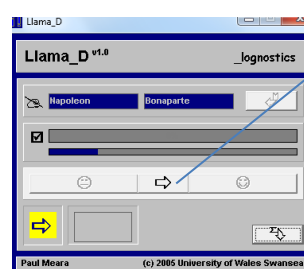 Llama_D
Llama_D v1.0 _lognostics
Napoleon Bonaparte
Paul Meara (c) 2005 University of Wales Swansea